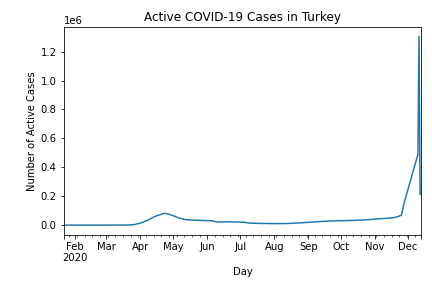 Active COVID-19 Cases in Turkey
1e6
1.2
1.0
0.8
0.6
0.4
0.2
0.0
Number of Active Cases
Feb Mar Apr May Jun Jul Aug Sep Oct Nov Dec
2020
Day